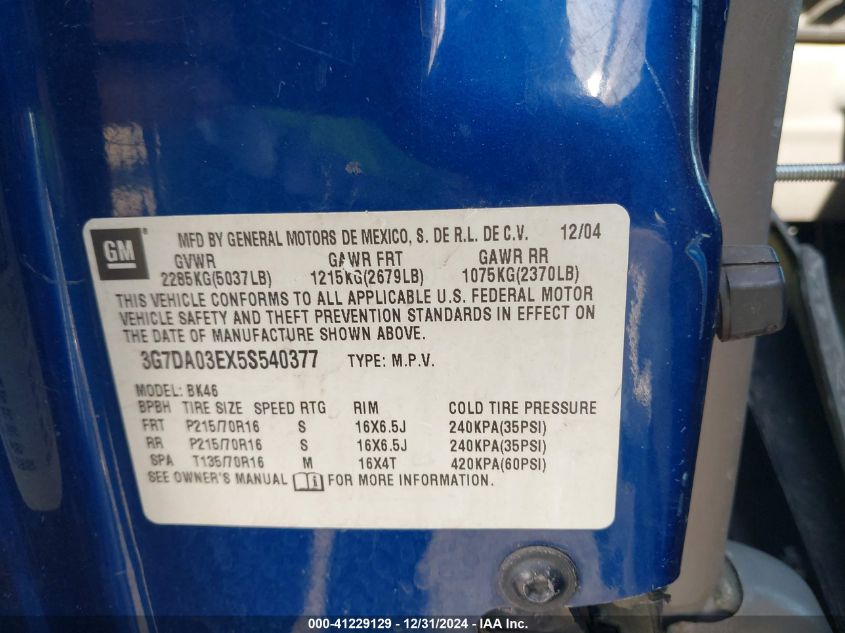 GM
MFD BY GENERAL MOTORS DE MEXICO, S. DE R.L. DE C.V. 12/04
GVWR GAWR FRT GAWR RR
2285KG(5037LB) 1215KG(2679LB) 1075KG(2370LB)
THIS VEHICLE CONFORMS TO ALL APPLICABLE U.S. FEDERAL MOTOR
VEHICLE SAFETY AND THEFT PREVENTION STANDARDS IN EFFECT ON
THE DATE OF MANUFACTURE SHOWN ABOVE.
3G7DA03EX5S540377 TYPE: M.P.V.
MODEL: BK46
BPBH TIRE SIZE SPEED RTG RIM COLD TIRE PRESSURE
FRT P215/70R16 S 16X6.5J 240KPA(35PSI)
RR P215/70R16 S 16X6.5J 240KPA(35PSI)
SPA T135/70R16 M 16X4T 420KPA(60PSI)
SEE OWNER'S MANUAL FOR MORE INFORMATION.
000-41229129 - 12/31/2024 - IAA Inc.